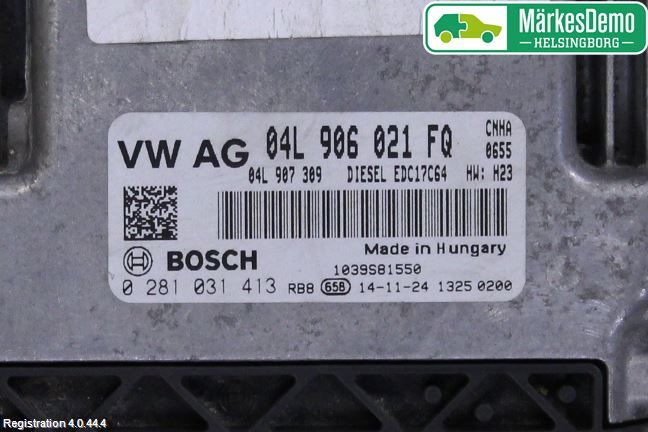 MärkesDemo
HELSINGBORG
VW AG 04L 906 021 FQ CNHA
0655
04L 907 309 DIESEL EDC17C64 HW: H23
Made in Hungary
BOSCH 1039S81550
0 281 031 413 RB8 658 14-11-24 1325 0200
Registration 4.0.44.4